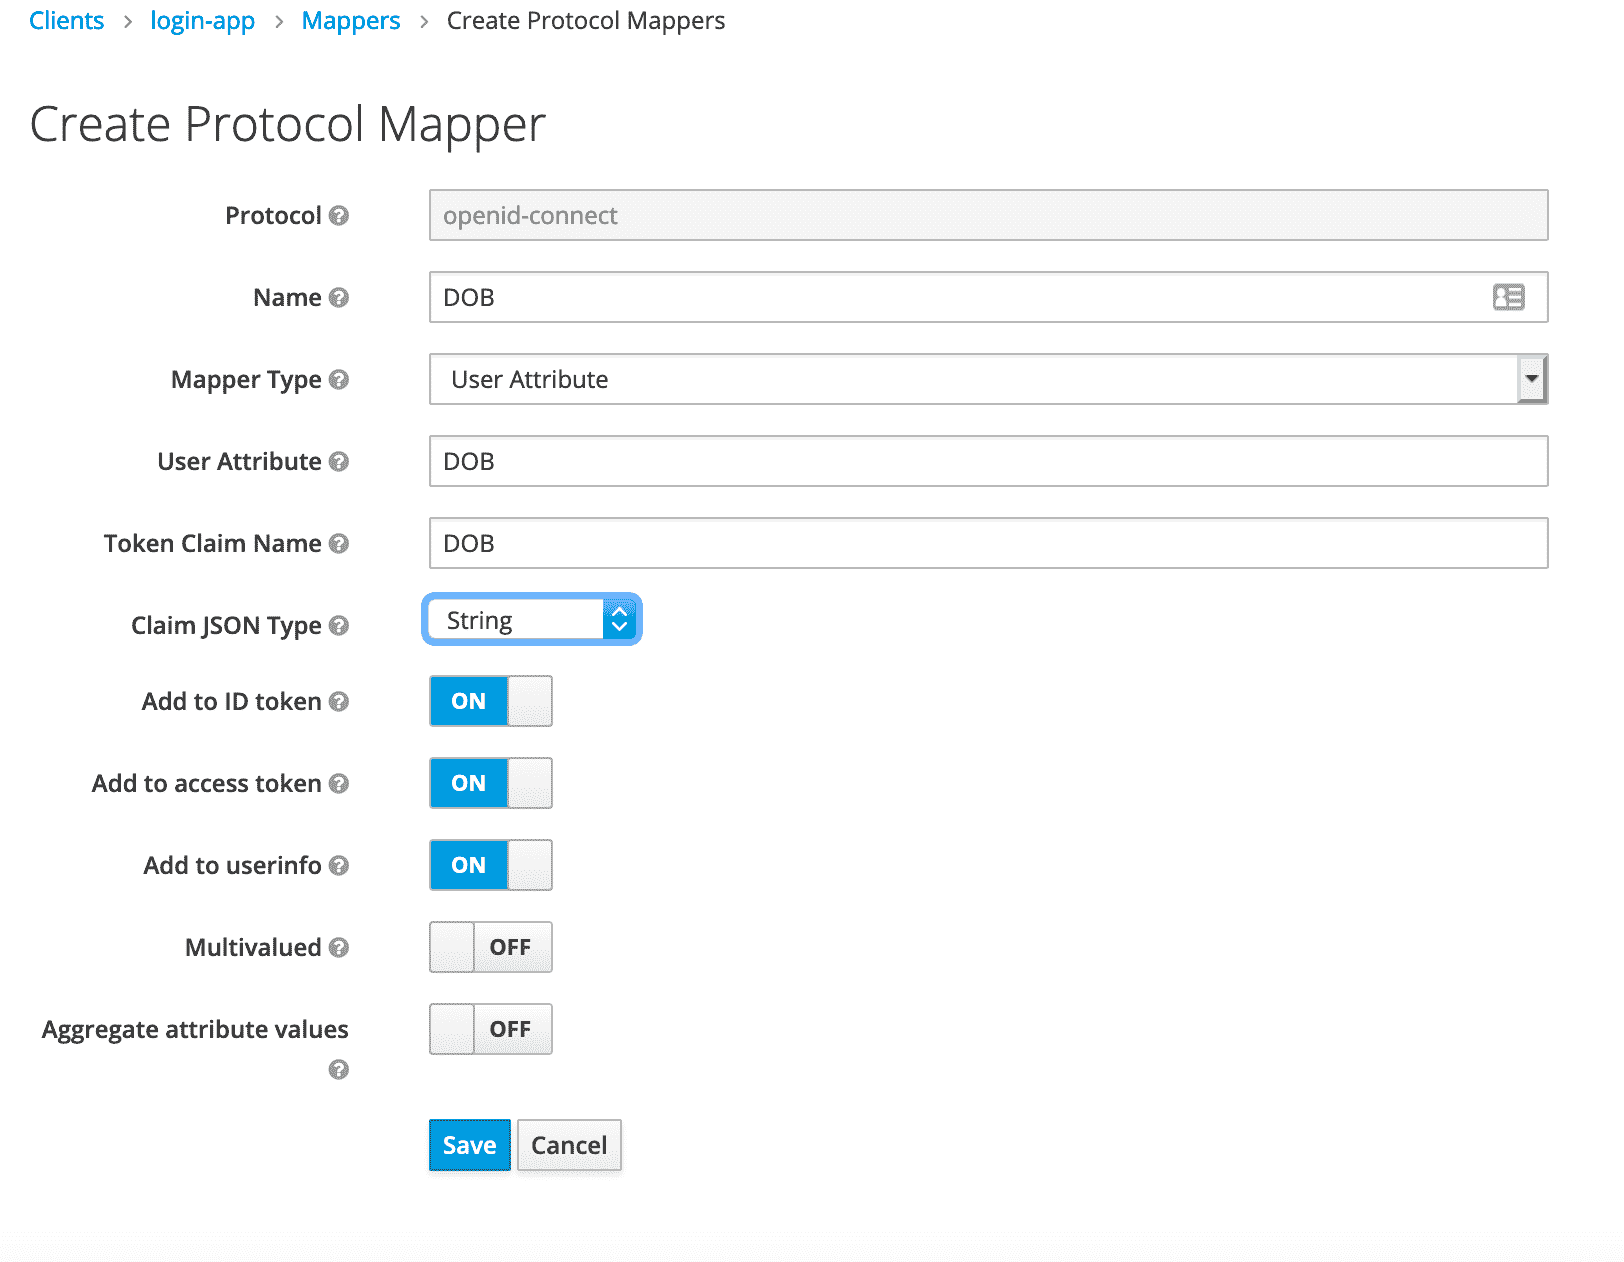 Clients > login-app > Mappers > Create Protocol Mappers
Create Protocol Mapper
Protocol openid-connect
Name DOB
Mapper Type User Attribute
User Attribute DOB
Token Claim Name DOB
Claim JSON Type String
Add to ID token ON
Add to access token ON
Add to userinfo ON
Multivalued OFF
Aggregate attribute values OFF
Save Cancel